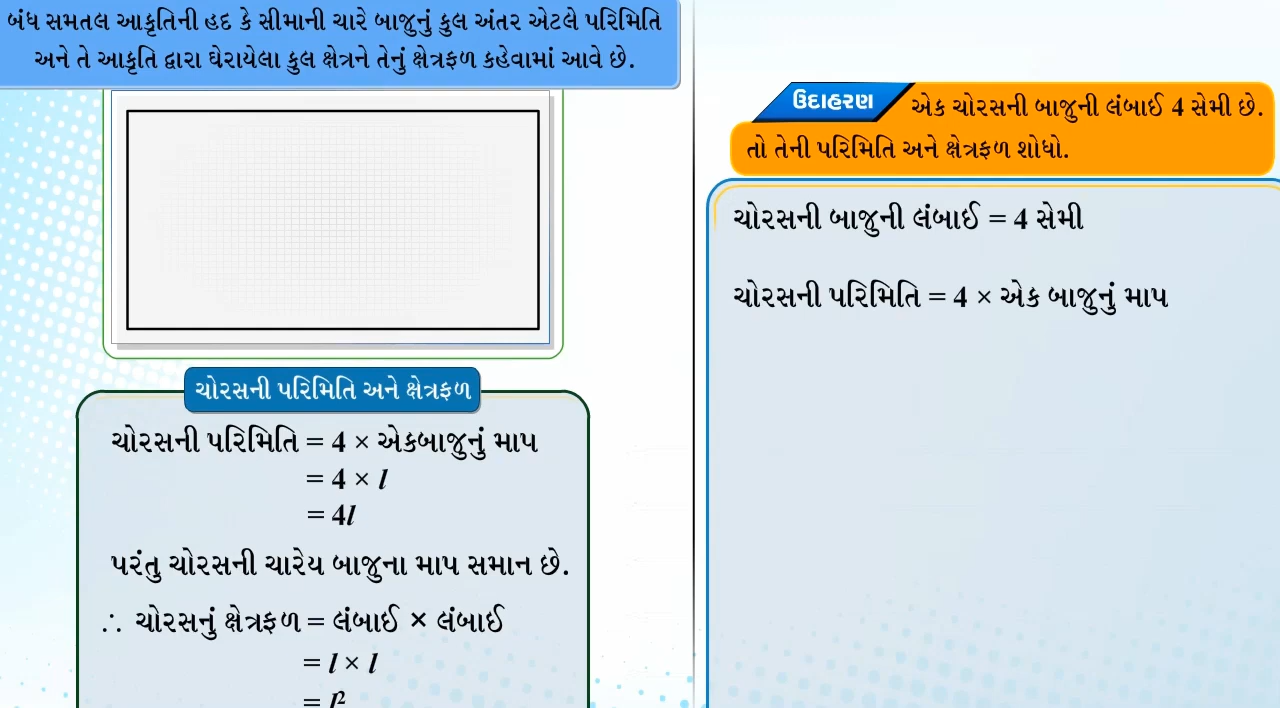 બંધ સમતલ આકૃતિની હદ કે સીમાની ચારે બાજુનું કુલ અંતર એટલે પરિમિતિ
અને તે આકૃતિ દ્વારા ઘેરાયેલા કુલ ક્ષેત્રને તેનું ક્ષેત્રફળ કહેવામાં આવે છે.
ચોરસની પરિમિતિ અને ક્ષેત્રફળ
ચોરસની પરિમિતિ = 4 × એકબાજુનું માપ
= 4 × l
= 4l
પરંતુ ચોરસની ચારેય બાજુના માપ સમાન છે.
∴ ચોરસનું ક્ષેત્રફળ = લંબાઈ × લંબાઈ
= l × l
= l²
ઉદાહરણ એક ચોરસની બાજુની લંબાઈ 4 સેમી છે.
તો તેની પરિમિતિ અને ક્ષેત્રફળ શોધો.
ચોરસની બાજુની લંબાઈ = 4 સેમી
ચોરસની પરિમિતિ = 4 × એક બાજુનું માપ